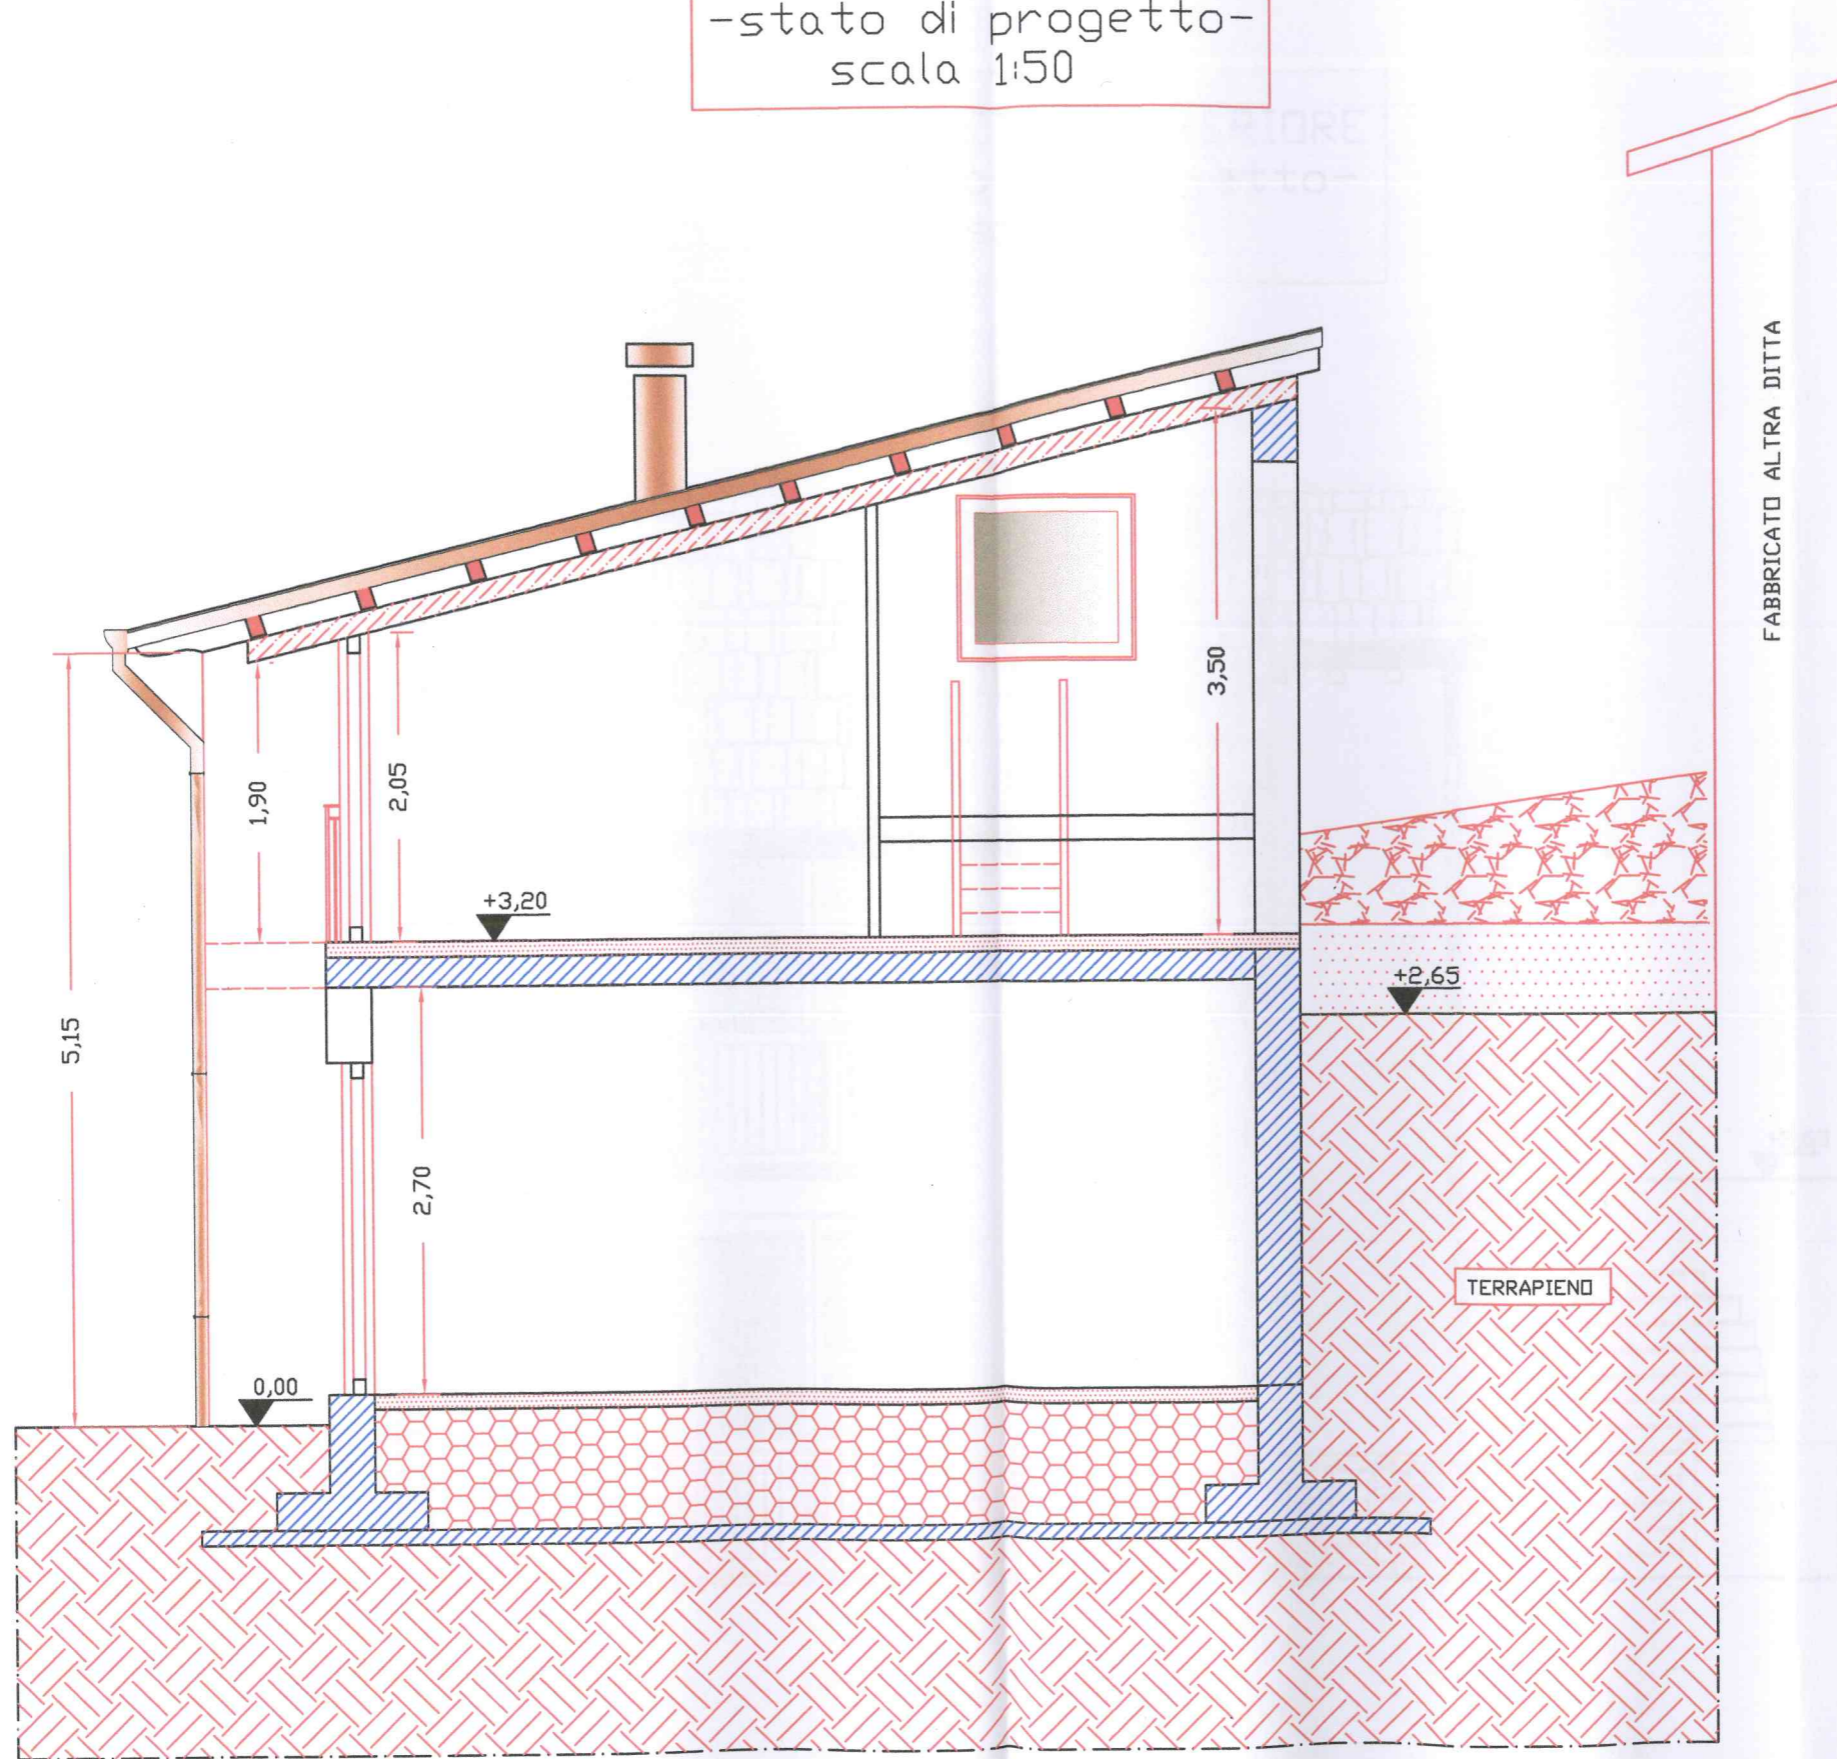 -stato di progetto-
scala 1:50
FABBRICATO ALTRA DITTA
3,50
1,90
2,05
+3,20
+2,65
5,15
2,70
TERRAPIENO
0,00